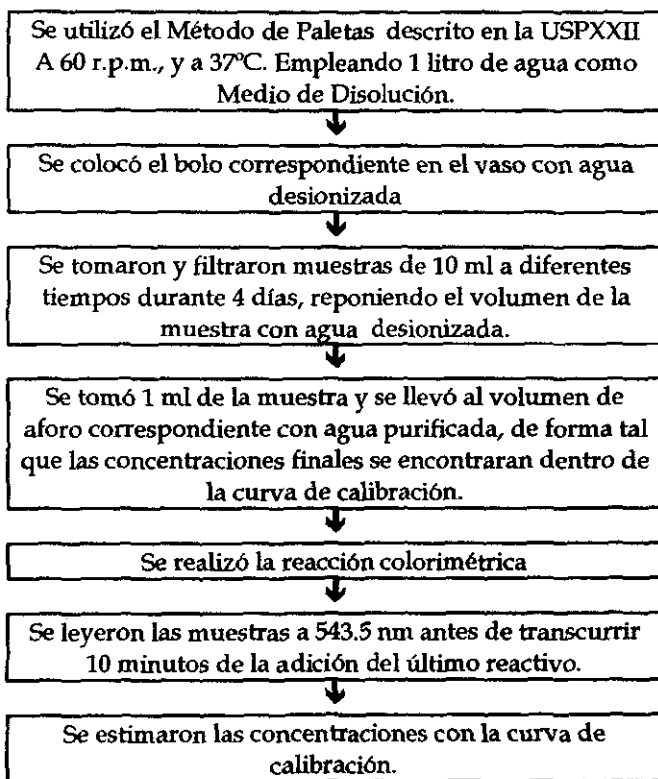 Se utilizó el Método de Paletas descrito en la USPXXII
A 60 r.p.m., y a 37ºC. Empleando 1 litro de agua como
Medio de Disolución.
Se colocó el bolo correspondiente en el vaso con agua
desionizada
Se tomaron y filtraron muestras de 10 ml a diferentes
tiempos durante 4 días, reponiendo el volumen de la
muestra con agua desionizada.
Se tomó 1 ml de la muestra y se llevó al volumen de
aforo correspondiente con agua purificada, de forma tal
que las concentraciones finales se encontraran dentro de
la curva de calibración.
Se realizó la reacción colorimétrica
Se leyeron las muestras a 543.5 nm antes de transcurrir
10 minutos de la adición del último reactivo.
Se estimaron las concentraciones con la curva de
calibración.